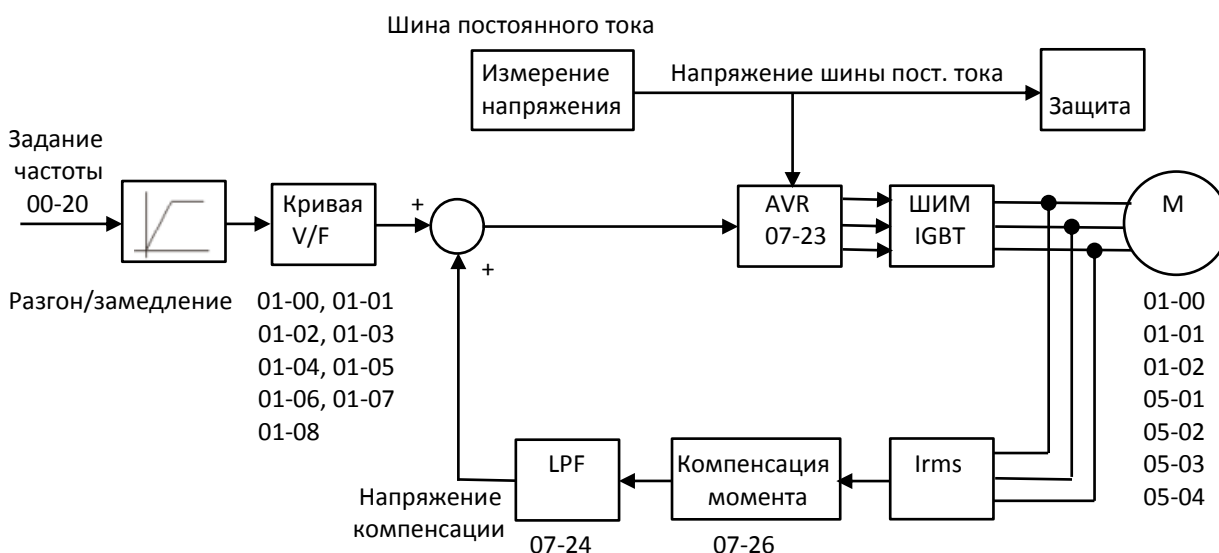 Шина постоянного тока
Измерение
напряжения
Напряжение шины пост. тока
Защита
Задание
частоты
00-20
Кривая
V/F
+
+
AVR
07-23
ШИМ
IGBT
M
Разгон/замедление
01-00, 01-01
01-02, 01-03
01-04, 01-05
01-06, 01-07
01-08
01-00
01-01
01-02
05-01
05-02
05-03
05-04
LPF
Компенсация
момента
Irms
Напряжение
компенсации
07-24
07-26